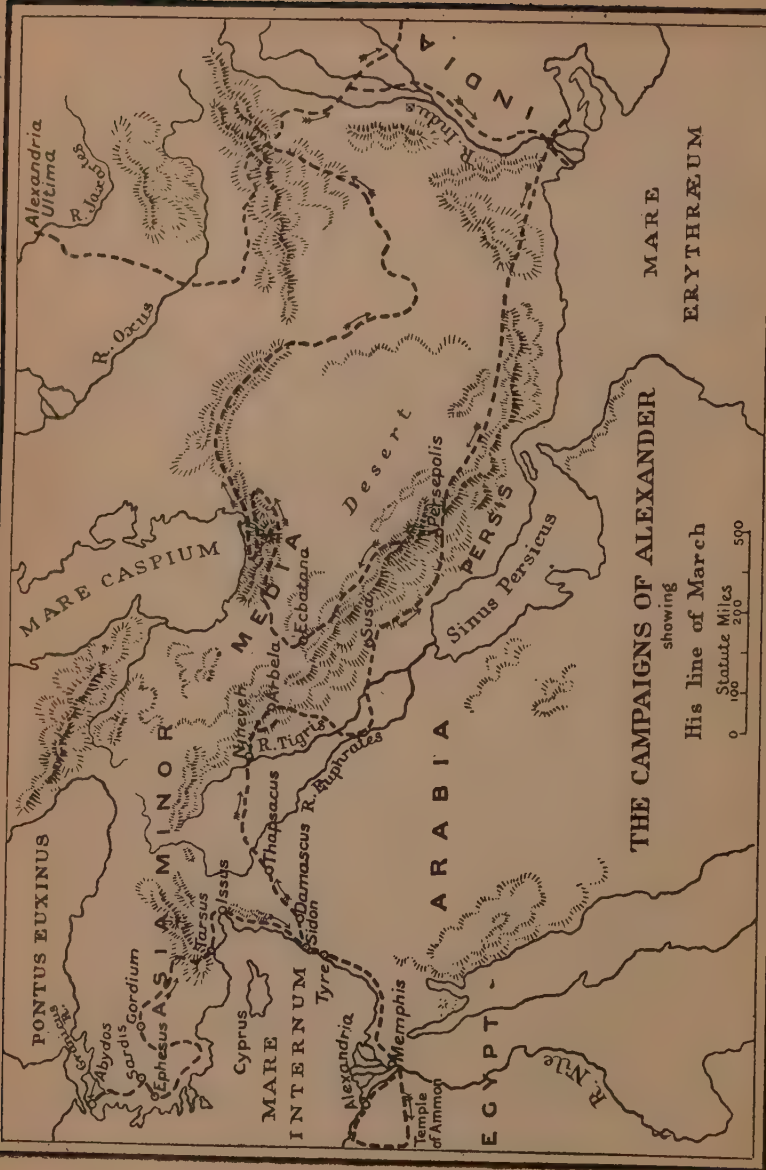 PONTUS EUXINUS
Granicus R.
Abydos
Sardis
Gordium
Ephesus
ASIA MINOR
Tarsus
Issus
Cyprus
MARE
INTERNUM
Tyre
Sidon
Damascus
Thapsacus
R. Euphrates
R. Tigris
Nineveh
Arbela
Alexandria
Memphis
Temple
of Ammon
EGYPT
R. Nile
ARABIA
MARE CASPIUM
MEDIA
Ecbatana
Susa
Persepolis
PERSIS
Sinus Persicus
Desert
R. Oxus
Alexandria
Ultima
R. Jaxartes
R. Indus
INDIA
MARE
ERYTHRÆUM
THE CAMPAIGNS OF ALEXANDER
showing
His line of March
Statute Miles
0 100 200 500